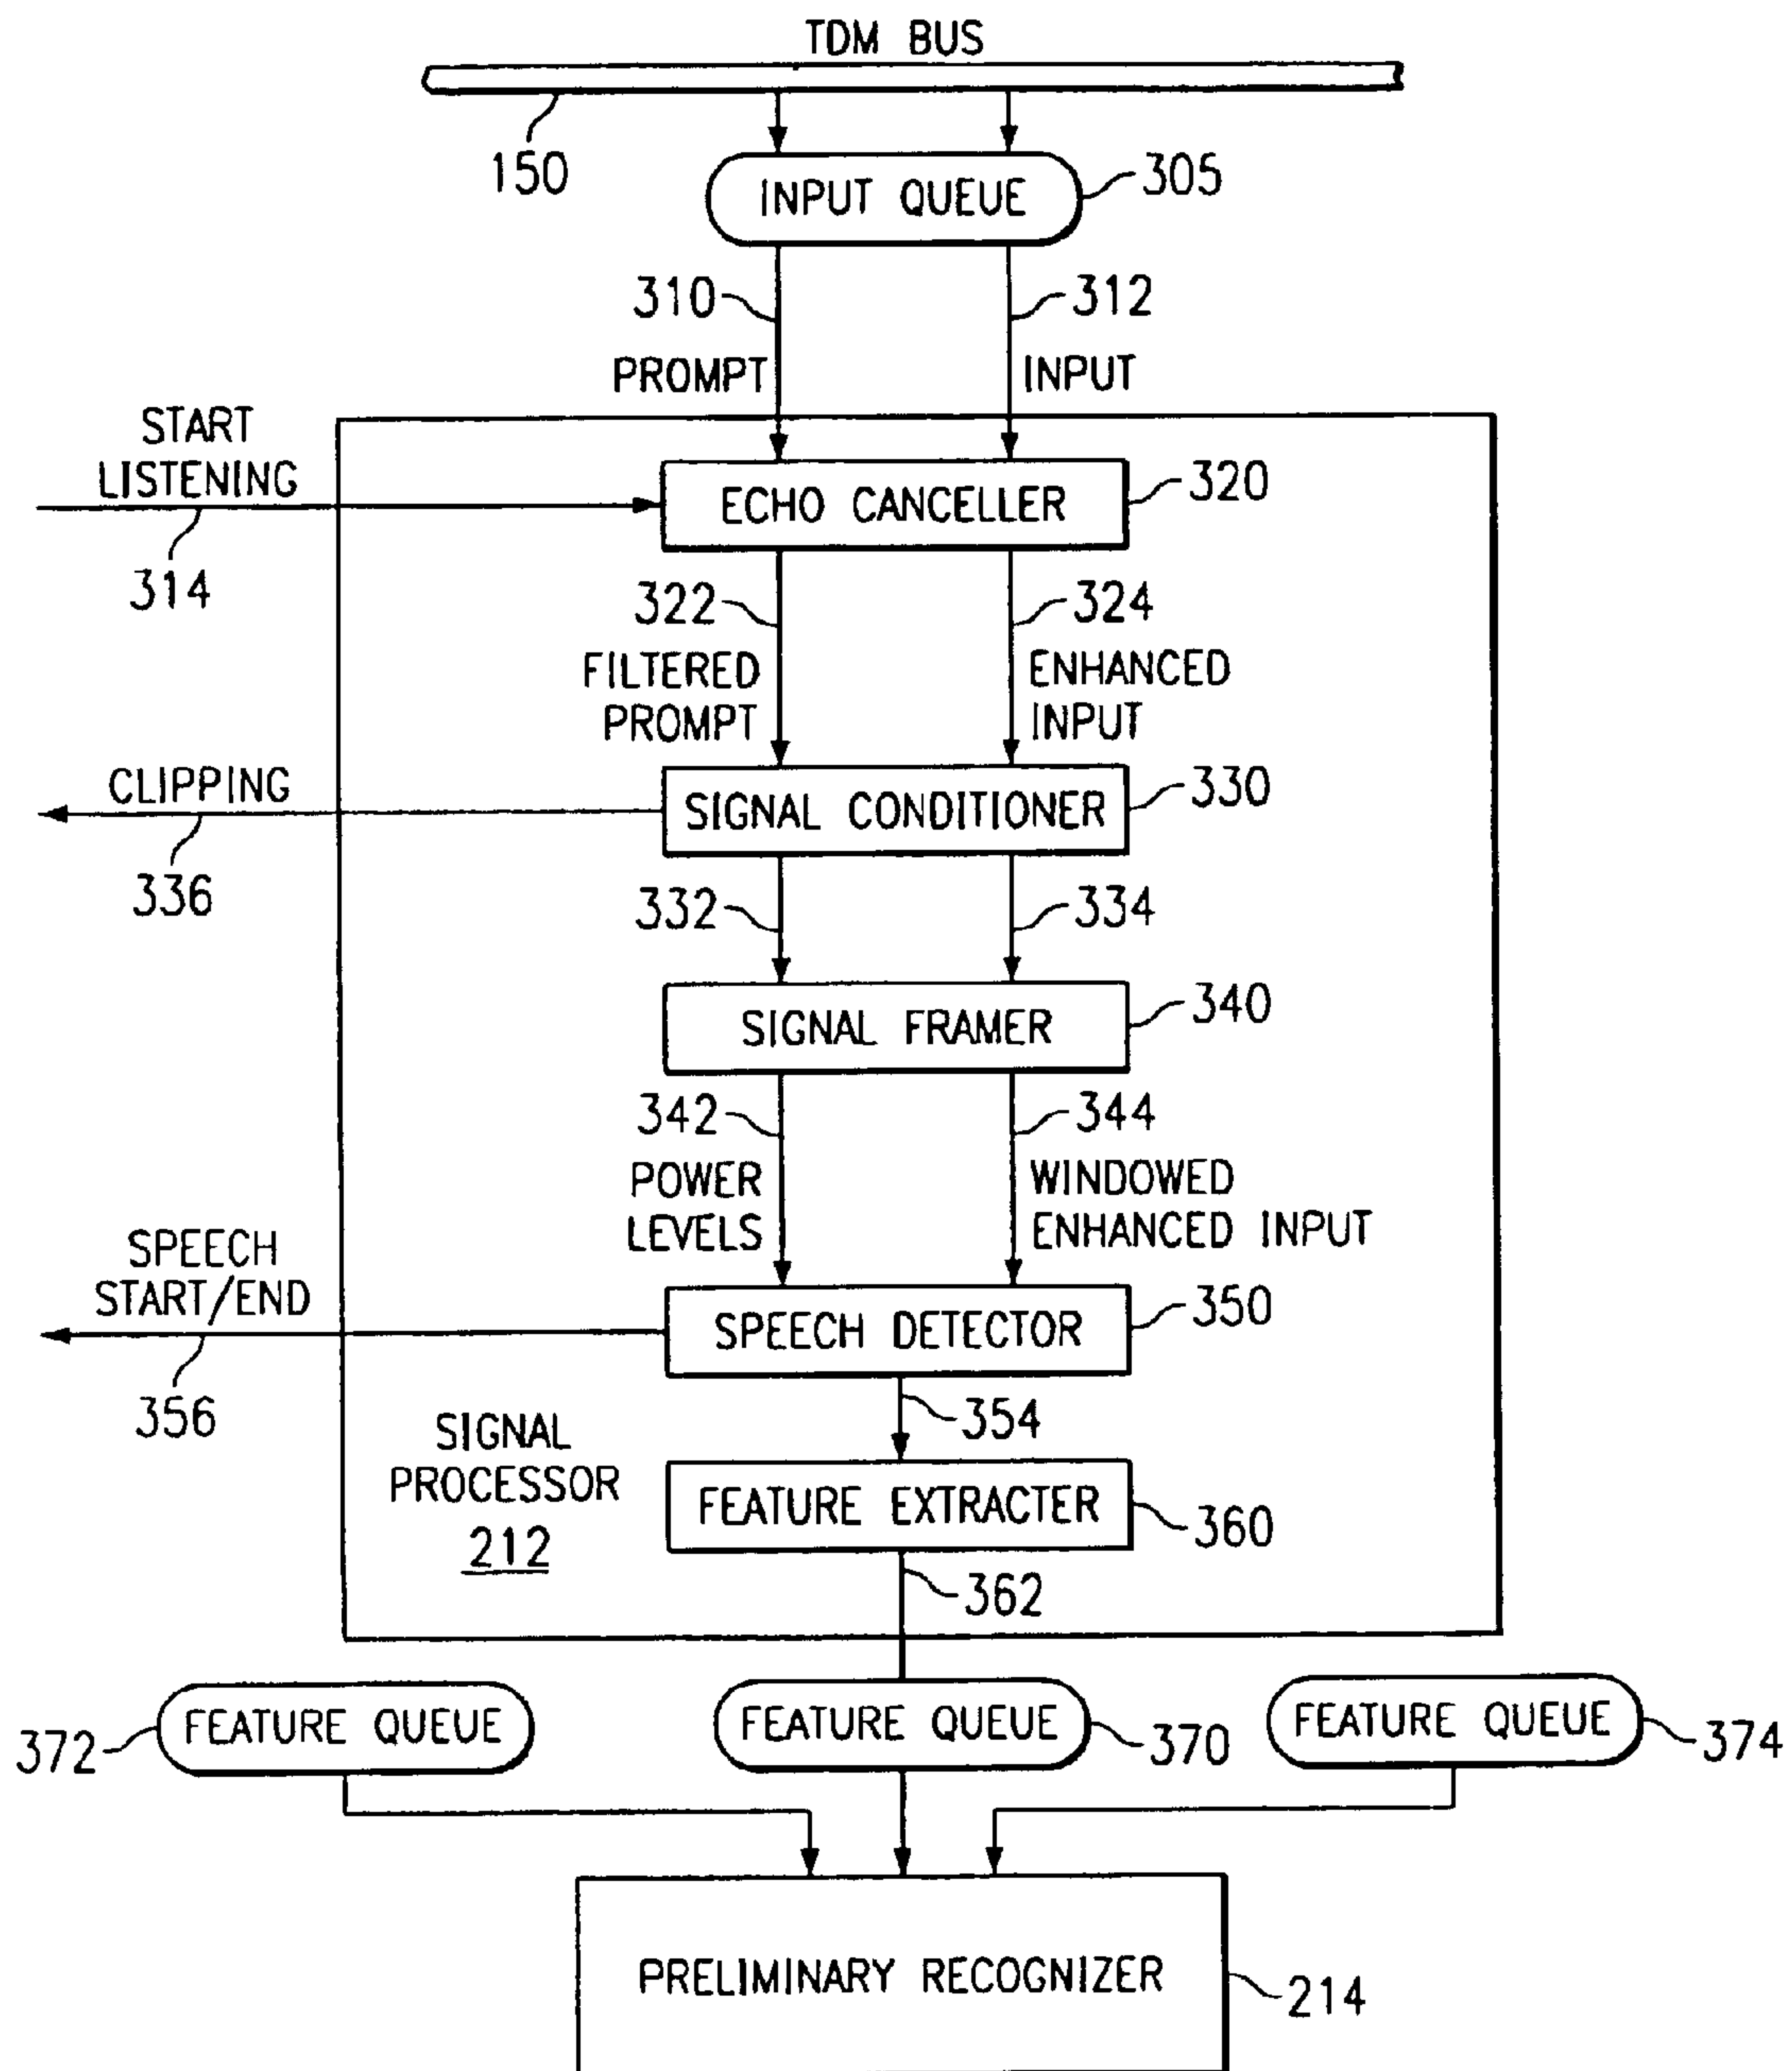 TDM BUS
150
INPUT QUEUE
305
310
312
PROMPT
INPUT
START
LISTENING
314
ECHO CANCELLER
320
322
324
FILTERED
PROMPT
ENHANCED
INPUT
CLIPPING
336
SIGNAL CONDITIONER
330
332
334
SIGNAL FRAMER
340
342
344
POWER
LEVELS
WINDOWED
ENHANCED INPUT
SPEECH
START/END
356
SPEECH DETECTOR
350
354
SIGNAL
PROCESSOR
212
FEATURE EXTRACTER
360
362
FEATURE QUEUE
372
FEATURE QUEUE
370
FEATURE QUEUE
374
PRELIMINARY RECOGNIZER
214